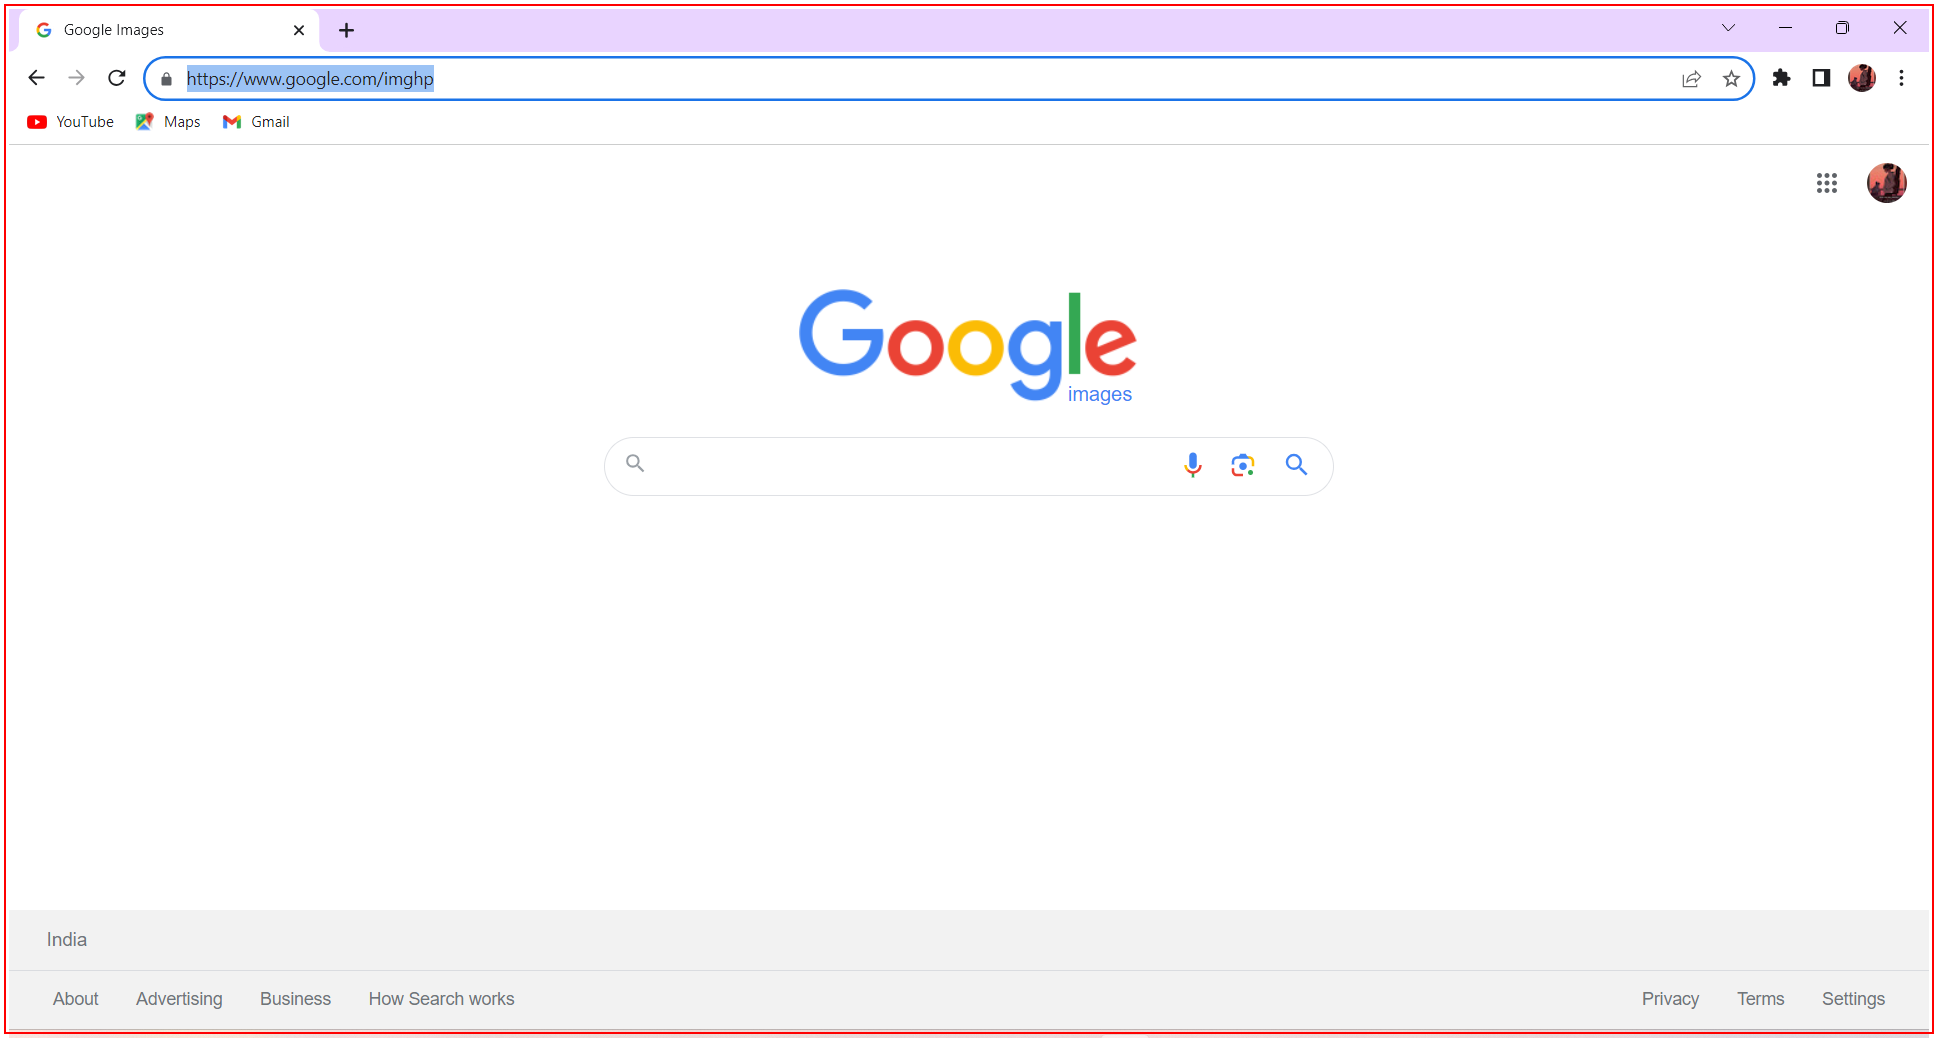 Google Images
https://www.google.com/imghp
YouTube Maps Gmail
Google
images
India
About Advertising Business How Search works Privacy Terms Settings